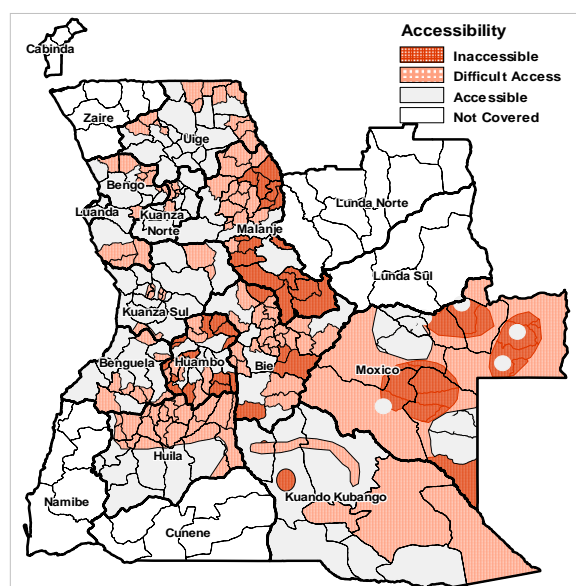 Accessibility
Inaccessible
Difficult Access
Accessible
Not Covered
Cabinda
Zaire
Uige
Bengo
Luanda
Kuanza
Norte
Malanje
Lunda Norte
Lunda Sul
Kuanza Sul
Benguela
Huambo
Bie
Moxico
Huila
Kuando Kubango
Namibe
Cunene